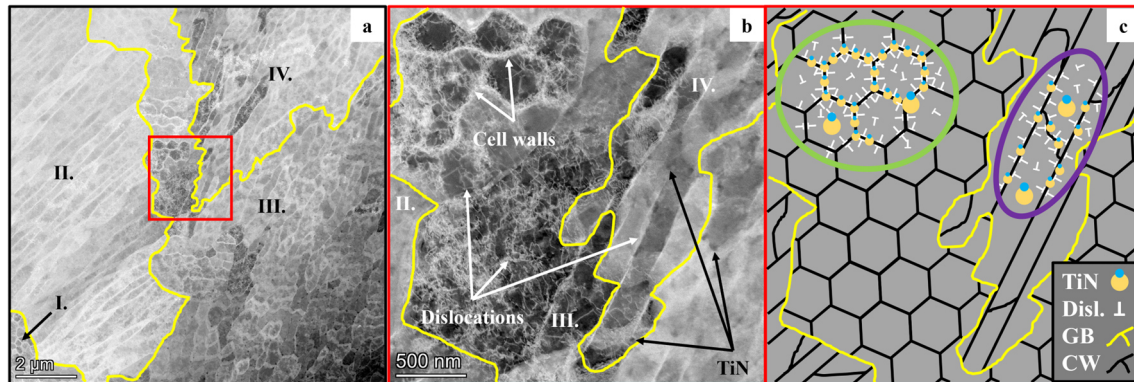 a
IV.
II.
III.
I.
2 µm
b
IV.
Cell walls
II.
Dislocations
III.
TiN
500 nm
c
TiN
Disl.
GB
CW